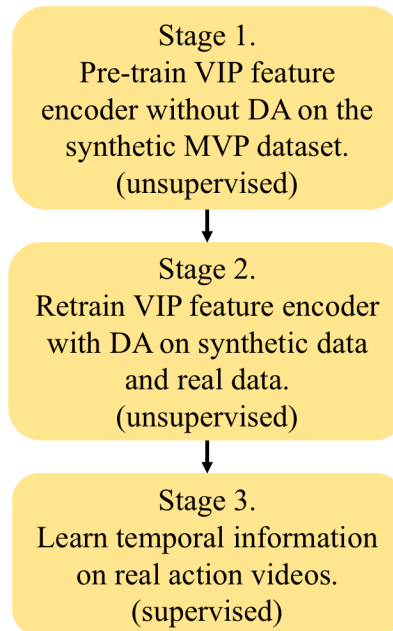 Stage 1.
Pre-train VIP feature
encoder without DA on the
synthetic MVP dataset.
(unsupervised)
Stage 2.
Retrain VIP feature encoder
with DA on synthetic data
and real data.
(unsupervised)
Stage 3.
Learn temporal information
on real action videos.
(supervised)